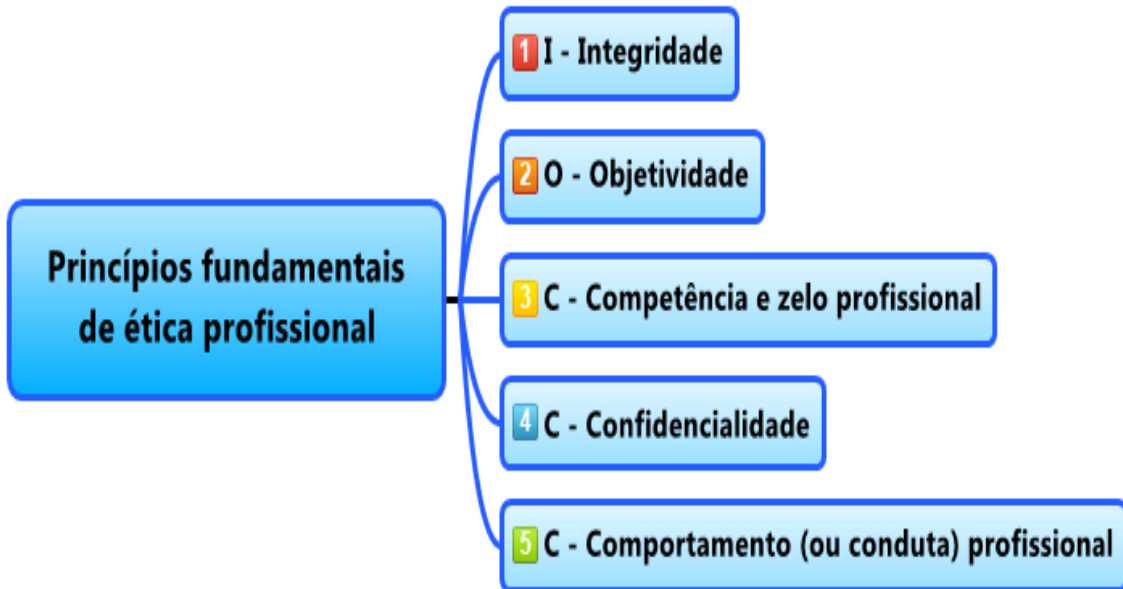 Princípios fundamentais
de ética profissional
1 I - Integridade
2 O - Objetividade
3 C - Competência e zelo profissional
4 C - Confidencialidade
5 C - Comportamento (ou conduta) profissional